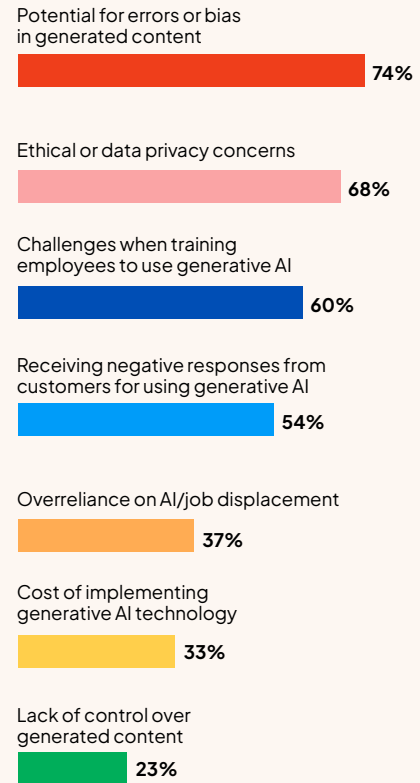 Potential for errors or bias
in generated content
74%
Ethical or data privacy concerns
68%
Challenges when training
employees to use generative AI
60%
Receiving negative responses from
customers for using generative AI
54%
Overreliance on AI/job displacement
37%
Cost of implementing
generative AI technology
33%
Lack of control over
generated content
23%